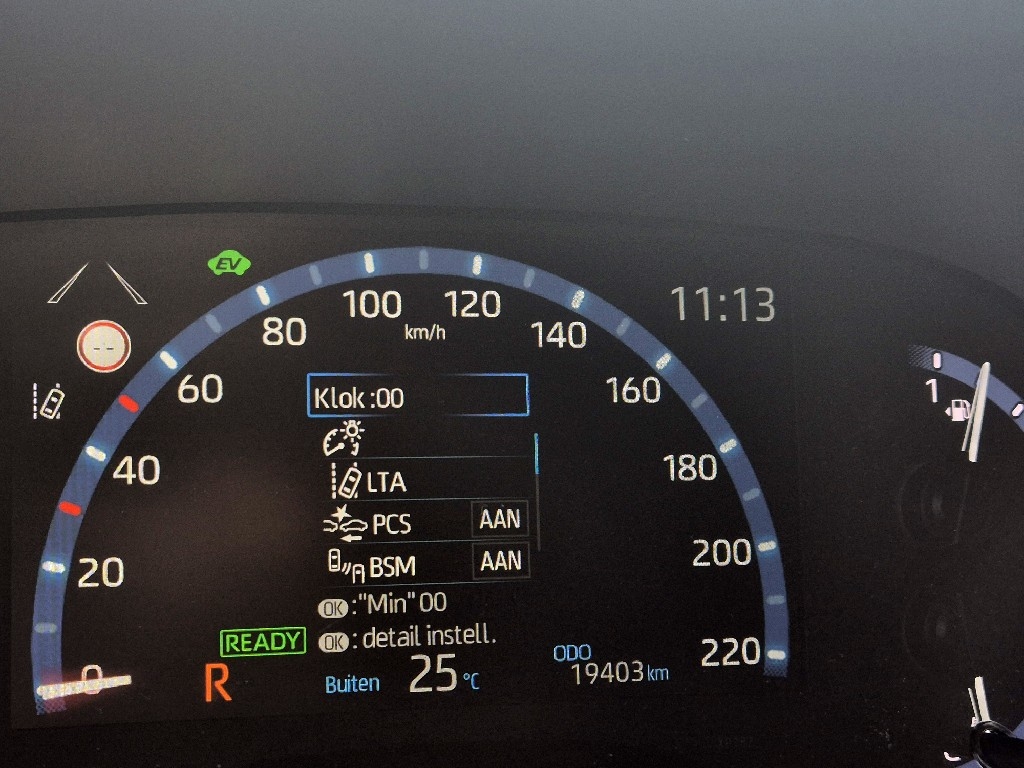 EV
100
120
11:13
80
km/h
140
-- 
60
Klok :00
160
1
40
LTA
180
PCS AAN
20
BSM AAN
200
OK :"Min" 00
READY
OK : detail instell.
0
R
Buiten 25 °C
ODO
19403 km
220